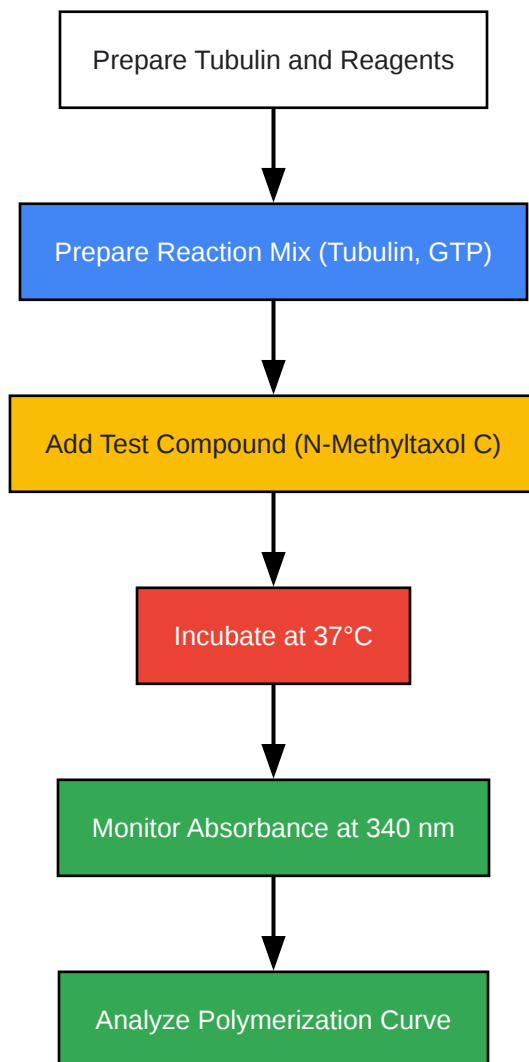 Prepare Tubulin and Reagents
Prepare Reaction Mix (Tubulin, GTP)
Add Test Compound (N-Methyltaxol C)
Incubate at 37°C
Monitor Absorbance at 340 nm
Analyze Polymerization Curve